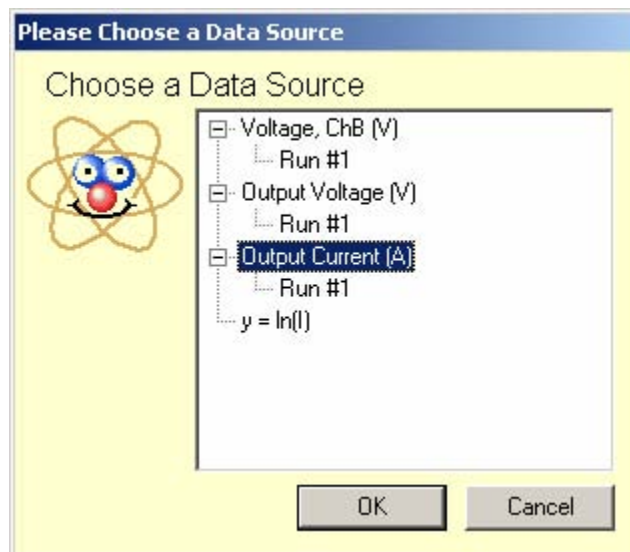 Please Choose a Data Source
Choose a Data Source
Voltage, ChB (V)
Run #1
Output Voltage (V)
Run #1
Output Current (A)
Run #1
y = ln(I)
OK
Cancel